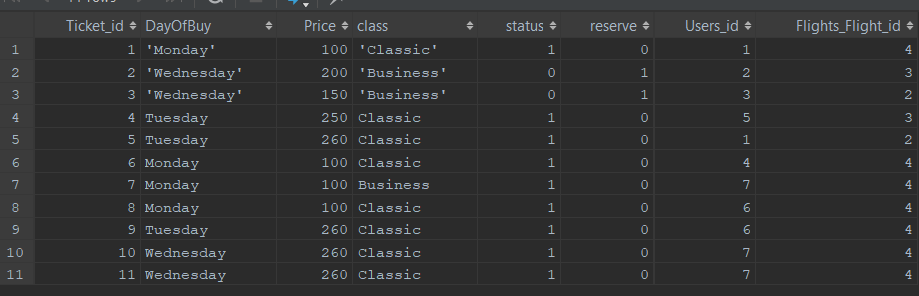 Ticket_id DayOfBuy Price class status reserve Users_id Flights_Flight_id
1 1 'Monday' 100 'Classic' 1 0 1 4
2 2 'Wednesday' 200 'Business' 0 1 2 3
3 3 'Wednesday' 150 'Business' 0 1 3 2
4 4 Tuesday 250 Classic 1 0 5 3
5 5 Tuesday 260 Classic 1 0 1 2
6 6 Monday 100 Classic 1 0 4 4
7 7 Monday 100 Business 1 0 7 4
8 8 Monday 100 Classic 1 0 6 4
9 9 Tuesday 260 Classic 1 0 6 4
10 10 Wednesday 260 Classic 1 0 7 4
11 11 Wednesday 260 Classic 1 0 7 4